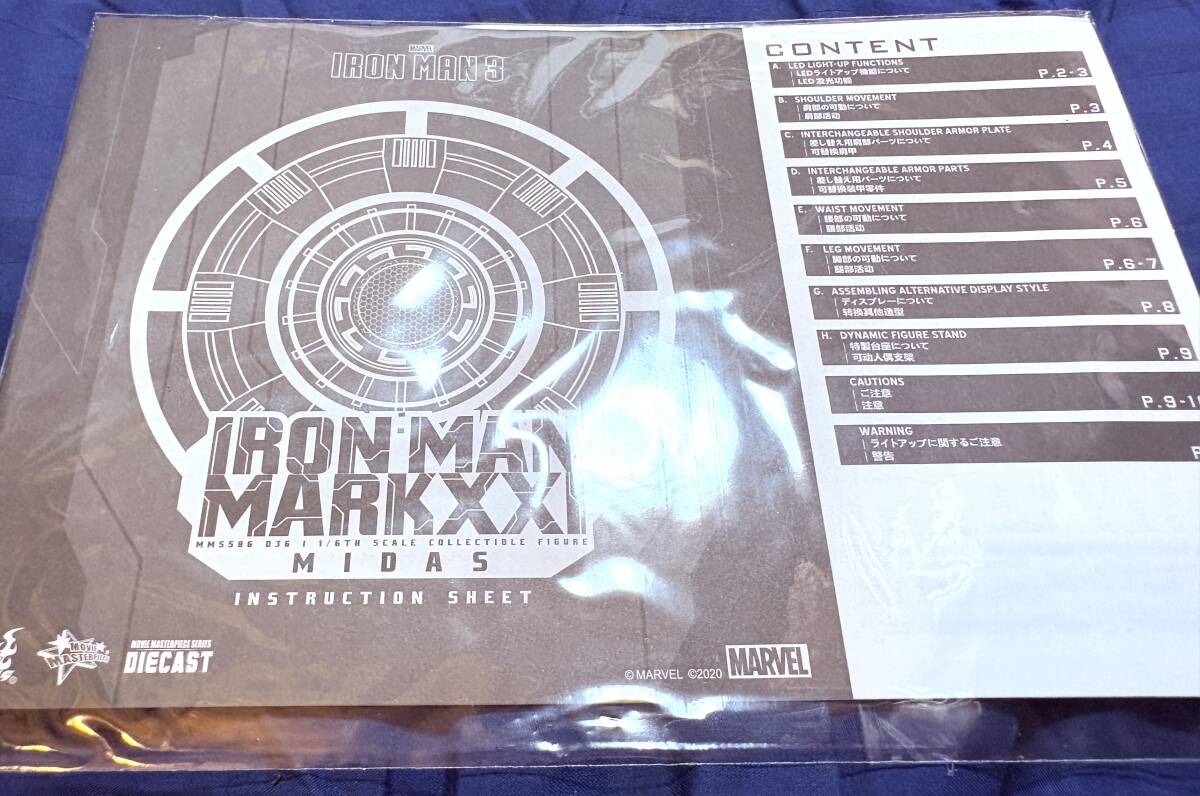 MARVEL
IRON MAN 3
IRON MAN
MARK XXI
MMS586 D36 | 1/6TH SCALE COLLECTIBLE FIGURE
MIDAS
INSTRUCTION SHEET
MOVIE
MASTERPIECE
MOVIE MASTERPIECE SERIES
DIECAST
© MARVEL ©2020
MARVEL
CONTENT
A. LED LIGHT-UP FUNCTIONS
LEDライトアップ機能について
LED 溌光功能
P.2-3
B. SHOULDER MOVEMENT
肩部の可動について
肩部活动
P.3
C. INTERCHANGEABLE SHOULDER ARMOR PLATE
差し替え用肩部パーツについて
可替换肩甲
P.4
D. INTERCHANGEABLE ARMOR PARTS
差し替え用パーツについて
可替换装甲零件
P.5
E. WAIST MOVEMENT
腰部の可動について
腰部活动
P.6
F. LEG MOVEMENT
脚部の可動について
腿部活动
P.6-7
G. ASSEMBLING ALTERNATIVE DISPLAY STYLE
ディスプレーについて
转换其他造型
P.8
H. DYNAMIC FIGURE STAND
特製台座について
可动人偶支架
P.9
CAUTIONS
ご注意
注意
P.9-10
WARNING
ライトアップに関するご注意
警告